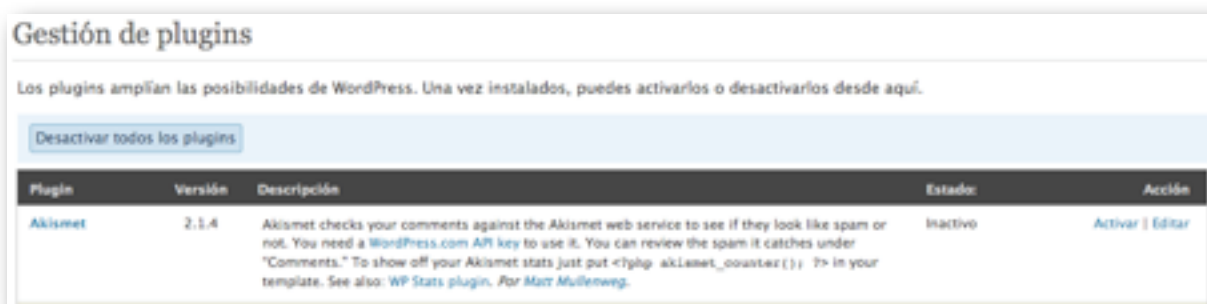 Gestión de plugins
Los plugins amplían las posibilidades de WordPress. Una vez instalados, puedes activarlos o desactivarlos desde aquí.
Desactivar todos los plugins
Plugin Versión Descripción Estado: Acción
Akismet 2.1.4 Akismet checks your comments against the Akismet web service to see if they look like spam or Inactivo Activar | Editar
not. You need a WordPress.com API key to use it. You can review the spam it catches under
"Comments." To show off your Akismet stats just put <?php akismet_counter(); ?> in your
template. See also: WP Stats plugin. Por Matt Mullenweg.